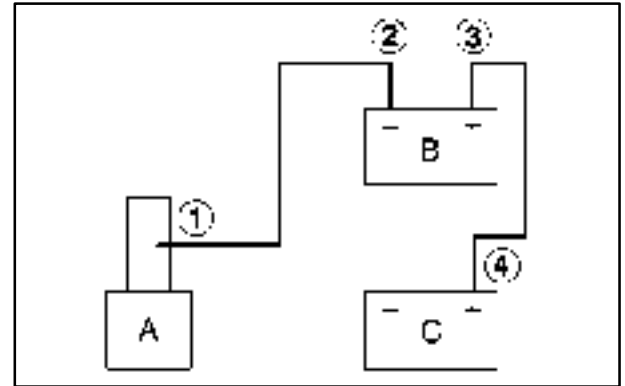 ② ③
− +
B
①
④
− +
A C